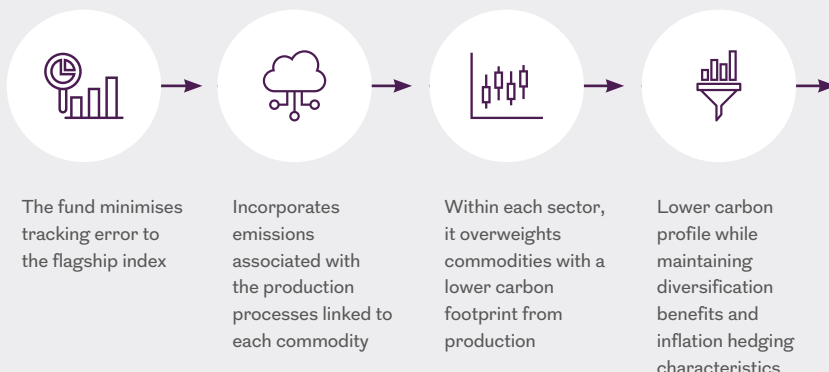 The fund minimises
tracking error to
the flagship index
Incorporates
emissions
associated with
the production
processes linked to
each commodity
Within each sector,
it overweights
commodities with a
lower carbon
footprint from
production
Lower carbon
profile while
maintaining
diversification
benefits and
inflation hedging
characteristics